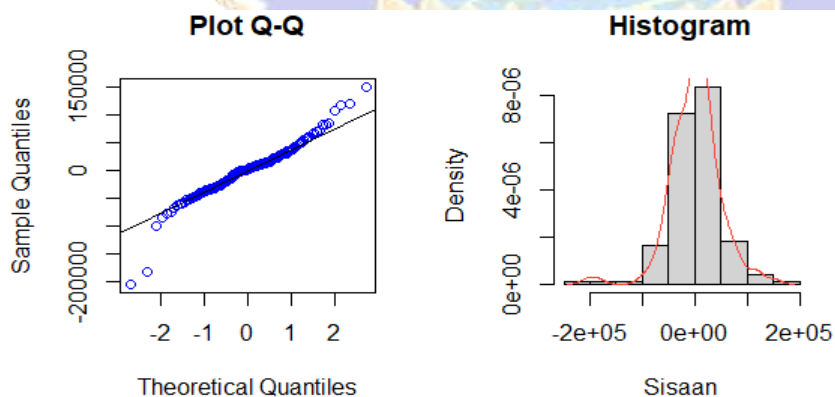 Plot Q-Q
Sample Quantiles
-200000
0
150000
-2
-1
0
1
2
Theoretical Quantiles
Histogram
Density
0e+00
4e-06
8e-06
-2e+05
0e+00
2e+05
Sisaan